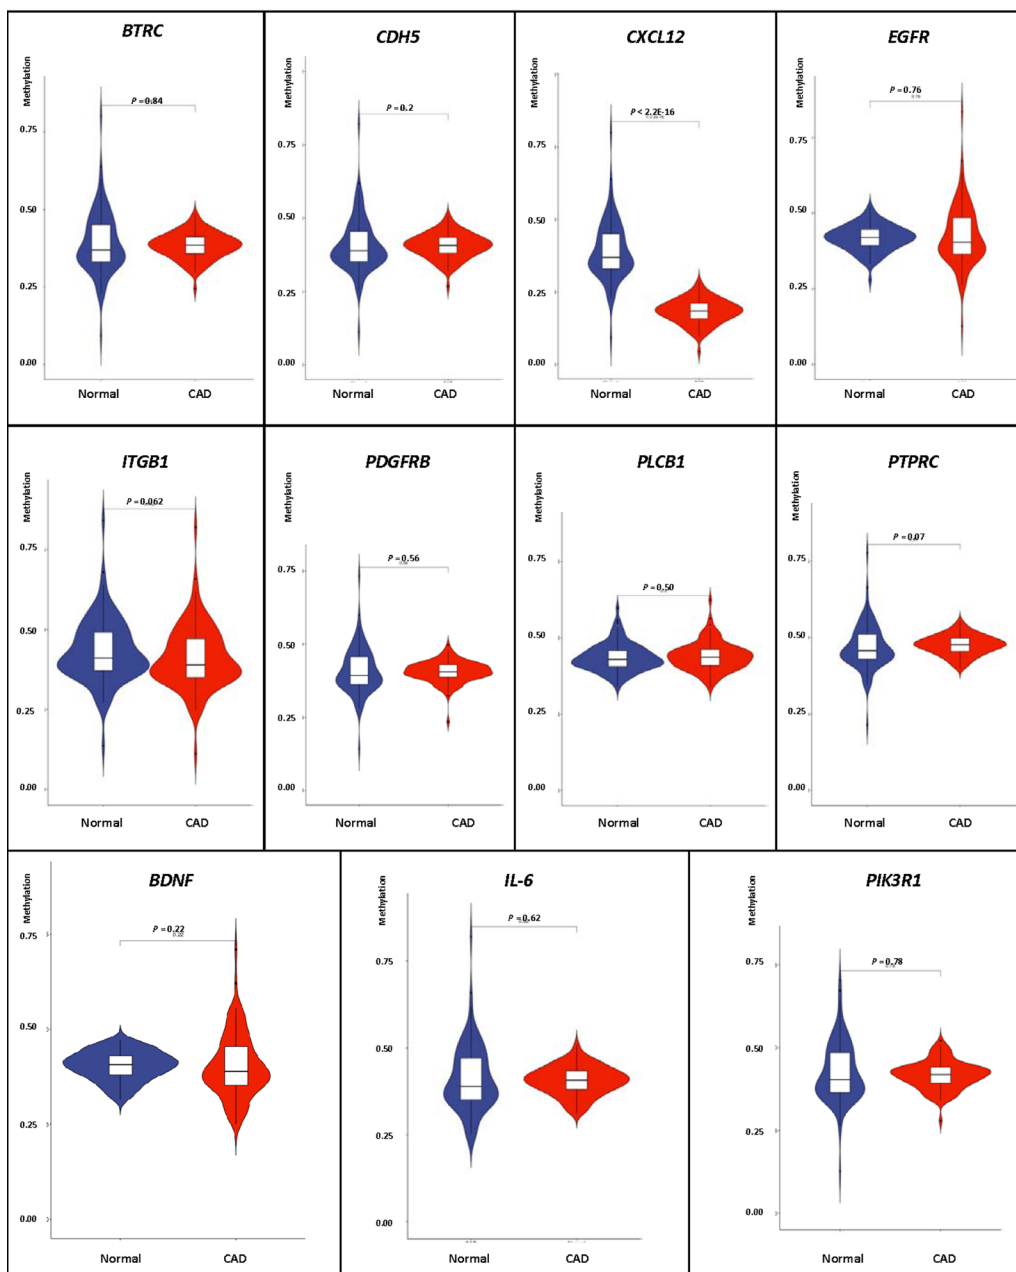 BTRC
Methylation
P = 0.84
0.75
0.50
0.25
0.00
Normal CAD
CDH5
Methylation
P = 0.2
0.75
0.50
0.25
0.00
Normal CAD
CXCL12
Methylation
P < 2.2E-16
0.75
0.50
0.25
0.00
Normal CAD
EGFR
Methylation
P = 0.76
0.76
0.75
0.50
0.25
0.00
Normal CAD
ITGB1
Methylation
P = 0.062
0.75
0.50
0.25
0.00
Normal CAD
PDGFRB
Methylation
P = 0.56
0.75
0.50
0.25
0.00
Normal CAD
PLCB1
Methylation
P = 0.50
0.75
0.50
0.25
0.00
Normal CAD
PTPRC
Methylation
P = 0.07
0.75
0.50
0.25
0.00
Normal CAD
BDNF
Methylation
P = 0.22
0.22
0.75
0.50
0.25
0.00
Normal CAD
IL-6
Methylation
P = 0.62
0.75
0.50
0.25
0.00
Normal CAD
PIK3R1
Methylation
P = 0.78
0.75
0.50
0.25
0.00
Normal CAD